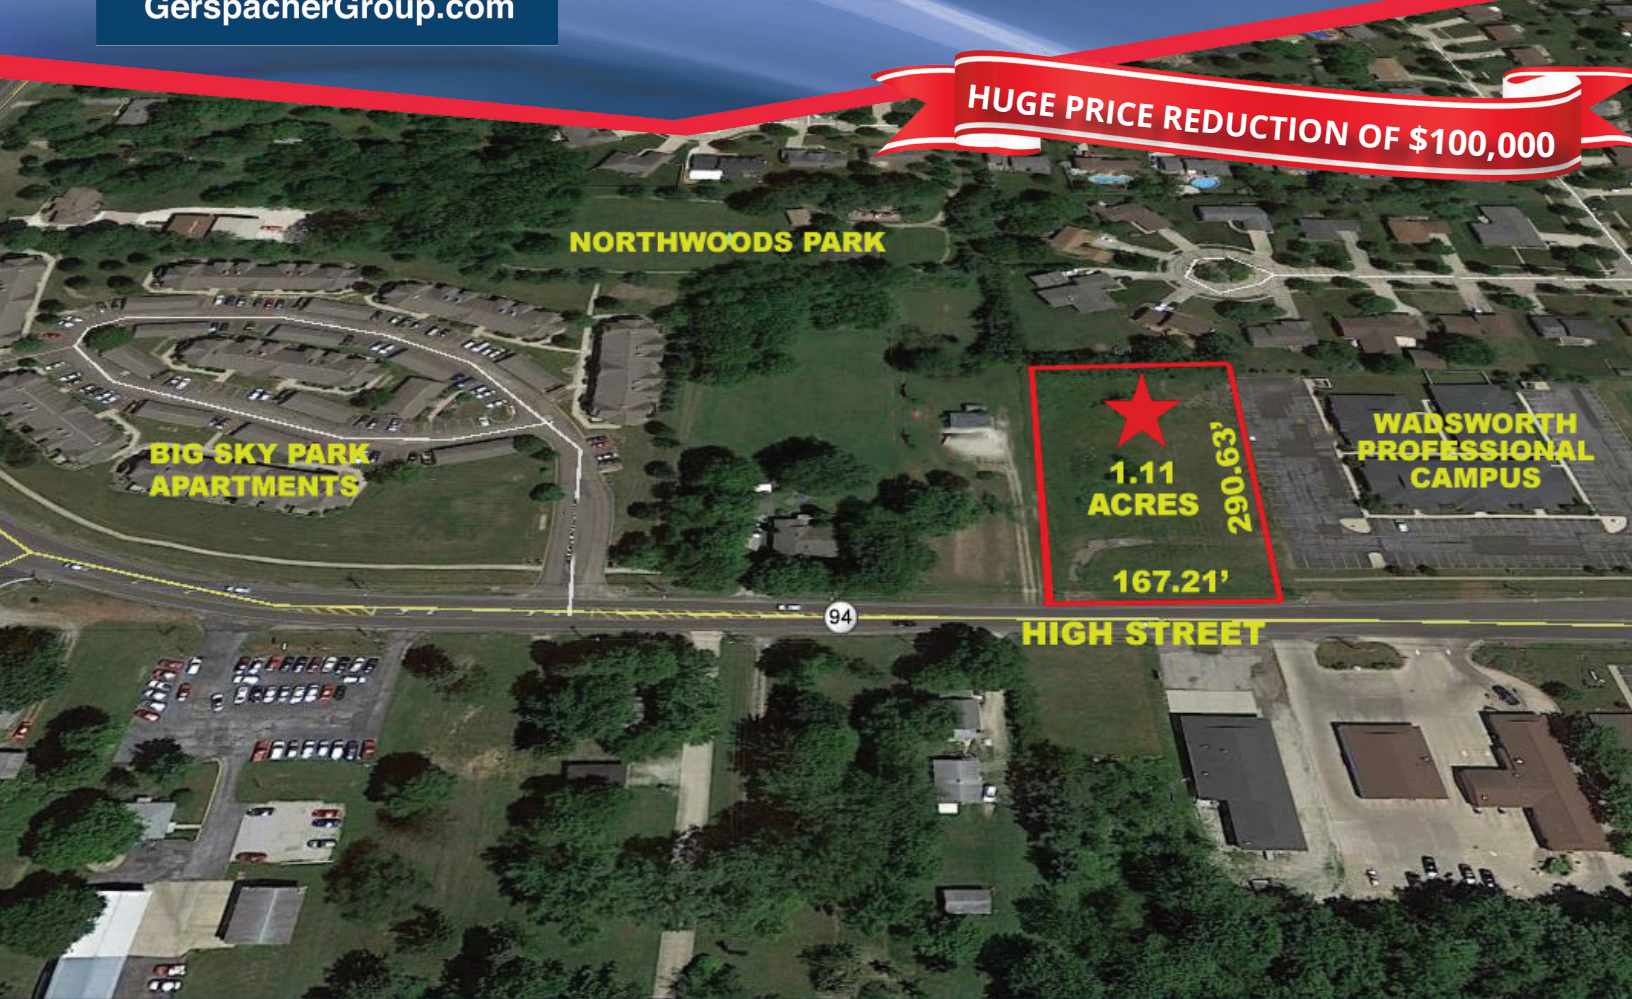 GerspacherGroup.com
HUGE PRICE REDUCTION OF $100,000
NORTHWOODS PARK
BIG SKY PARK
APARTMENTS
WADSWORTH
PROFESSIONAL
CAMPUS
1.11
ACRES
290.63’
167.21’
94
HIGH STREET